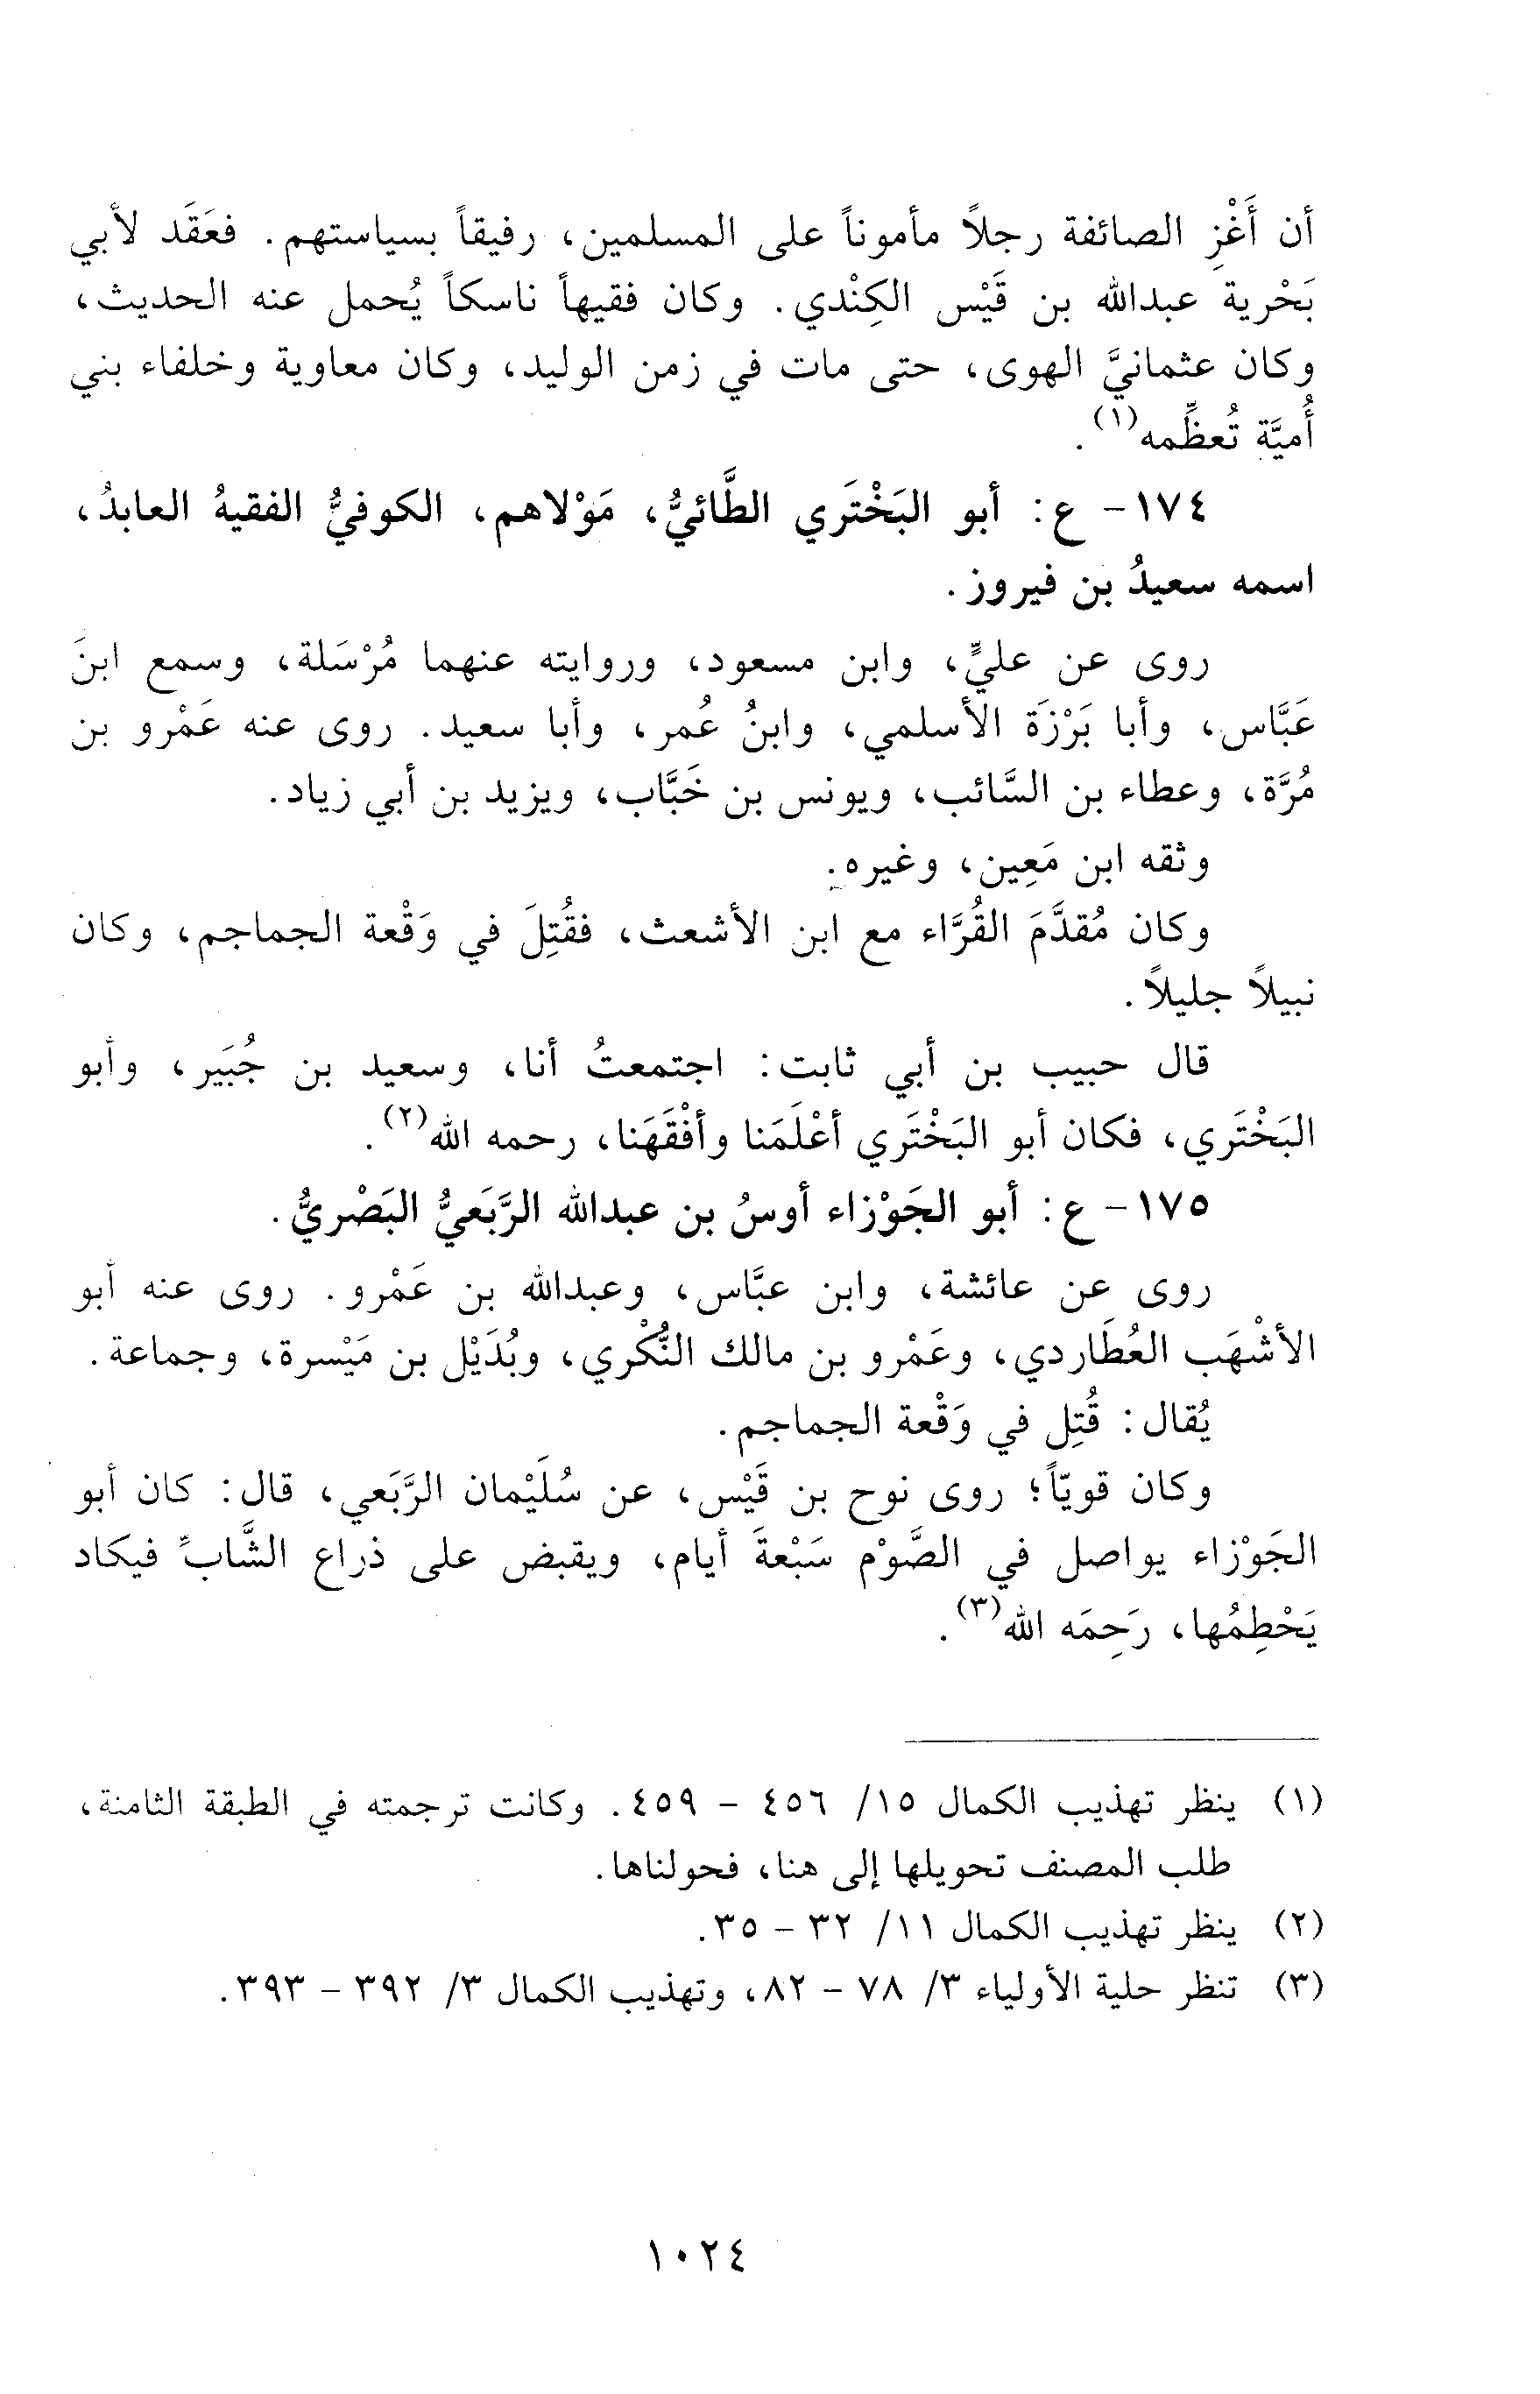 أن أَغْزِ الصائفة رجلاً مأموناً على المسلمين، رفيقاً بسياستهم. فعَقَد لأبي
بَحْرية عبدالله بن قَيْس الكِنْدي. وكان فقيهاً ناسكاً يُحمل عنه الحديث،
وكان عثمانيَّ الهوى، حتى مات في زمن الوليد، وكان معاوية وخلفاء بني
أُميَّة تُعظِّمه(١).
١٧٤- ع: أبو البَخْتَري الطَّائيُّ، مَوْلاهم، الكوفيُّ الفقيهُ العابدُ،
اسمه سعيدُ بن فيروز.
روى عن عليٍّ، وابن مسعود، وروايته عنهما مُرْسَلة، وسمع ابنَ
عَبَّاس، وأبا بَرْزَة الأسلمي، وابنُ عُمر، وأبا سعيد. روى عنه عَمْرو بن
مُرَّة، وعطاء بن السَّائب، ويونس بن خَبَّاب، ويزيد بن أبي زياد.
وثقه ابن مَعِين، وغيره.
وكان مُقدَّمَ القُرَّاء مع ابن الأشعث، فقُتِلَ في وَقْعة الجماجم، وكان
نبيلاً جليلاً.
قال حبيب بن أبي ثابت: اجتمعتُ أنا، وسعيد بن جُبَير، وأبو
البَخْتَري، فكان أبو البَخْتَري أعْلَمَنا وأفْقَهَنا، رحمه الله(٢).
١٧٥- ع: أبو الجَوْزاء أوسُ بن عبدالله الرَّبَعيُّ البَصْريُّ.
روى عن عائشة، وابن عبَّاس، وعبدالله بن عَمْرو. روى عنه أبو
الأشْهَب العُطَاردي، وعَمْرو بن مالك النُّكْري، وبُدَيْل بن مَيْسرة، وجماعة.
يُقال: قُتِل في وَقْعة الجماجم.
وكان قويّاً؛ روى نوح بن قَيْس، عن سُلَيْمان الرَّبَعي، قال: كان أبو
الجَوْزاء يواصل في الصَّوْم سَبْعةَ أيام، ويقبض على ذراع الشَّابِّ فيكاد
يَحْطِمُها، رَحِمَه الله(٣).
(١) ينظر تهذيب الكمال ١٥/ ٤٥٦ - ٤٥٩. وكانت ترجمته في الطبقة الثامنة،
طلب المصنف تحويلها إلى هنا، فحولناها.
(٢) ينظر تهذيب الكمال ١١/ ٣٢ - ٣٥.
(٣) تنظر حلية الأولياء ٣/ ٧٨ - ٨٢، وتهذيب الكمال ٣/ ٣٩٢ - ٣٩٣.
١٠٢٤